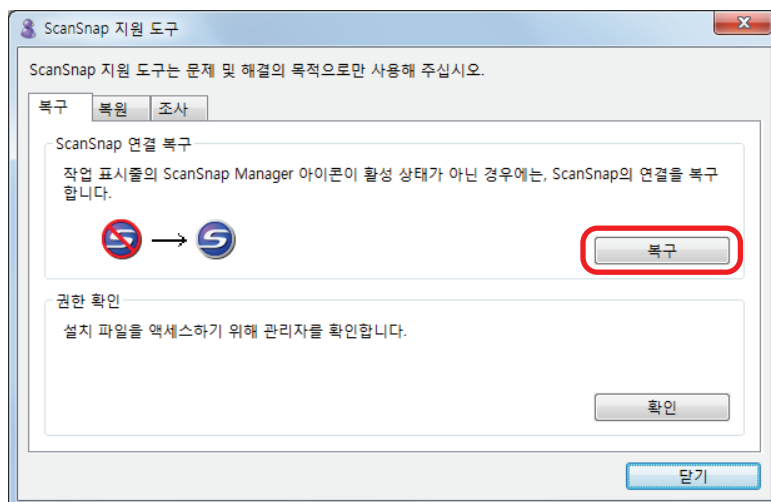 ScanSnap 지원 도구
ScanSnap 지원 도구는 문제 및 해결의 목적으로만 사용해 주십시오.
복구 복원 조사
ScanSnap 연결 복구
작업 표시줄의 ScanSnap Manager 아이콘이 활성 상태가 아닌 경우에는, ScanSnap의 연결을 복구
합니다.
복구
권한 확인
설치 파일을 액세스하기 위해 관리자를 확인합니다.
확인
닫기